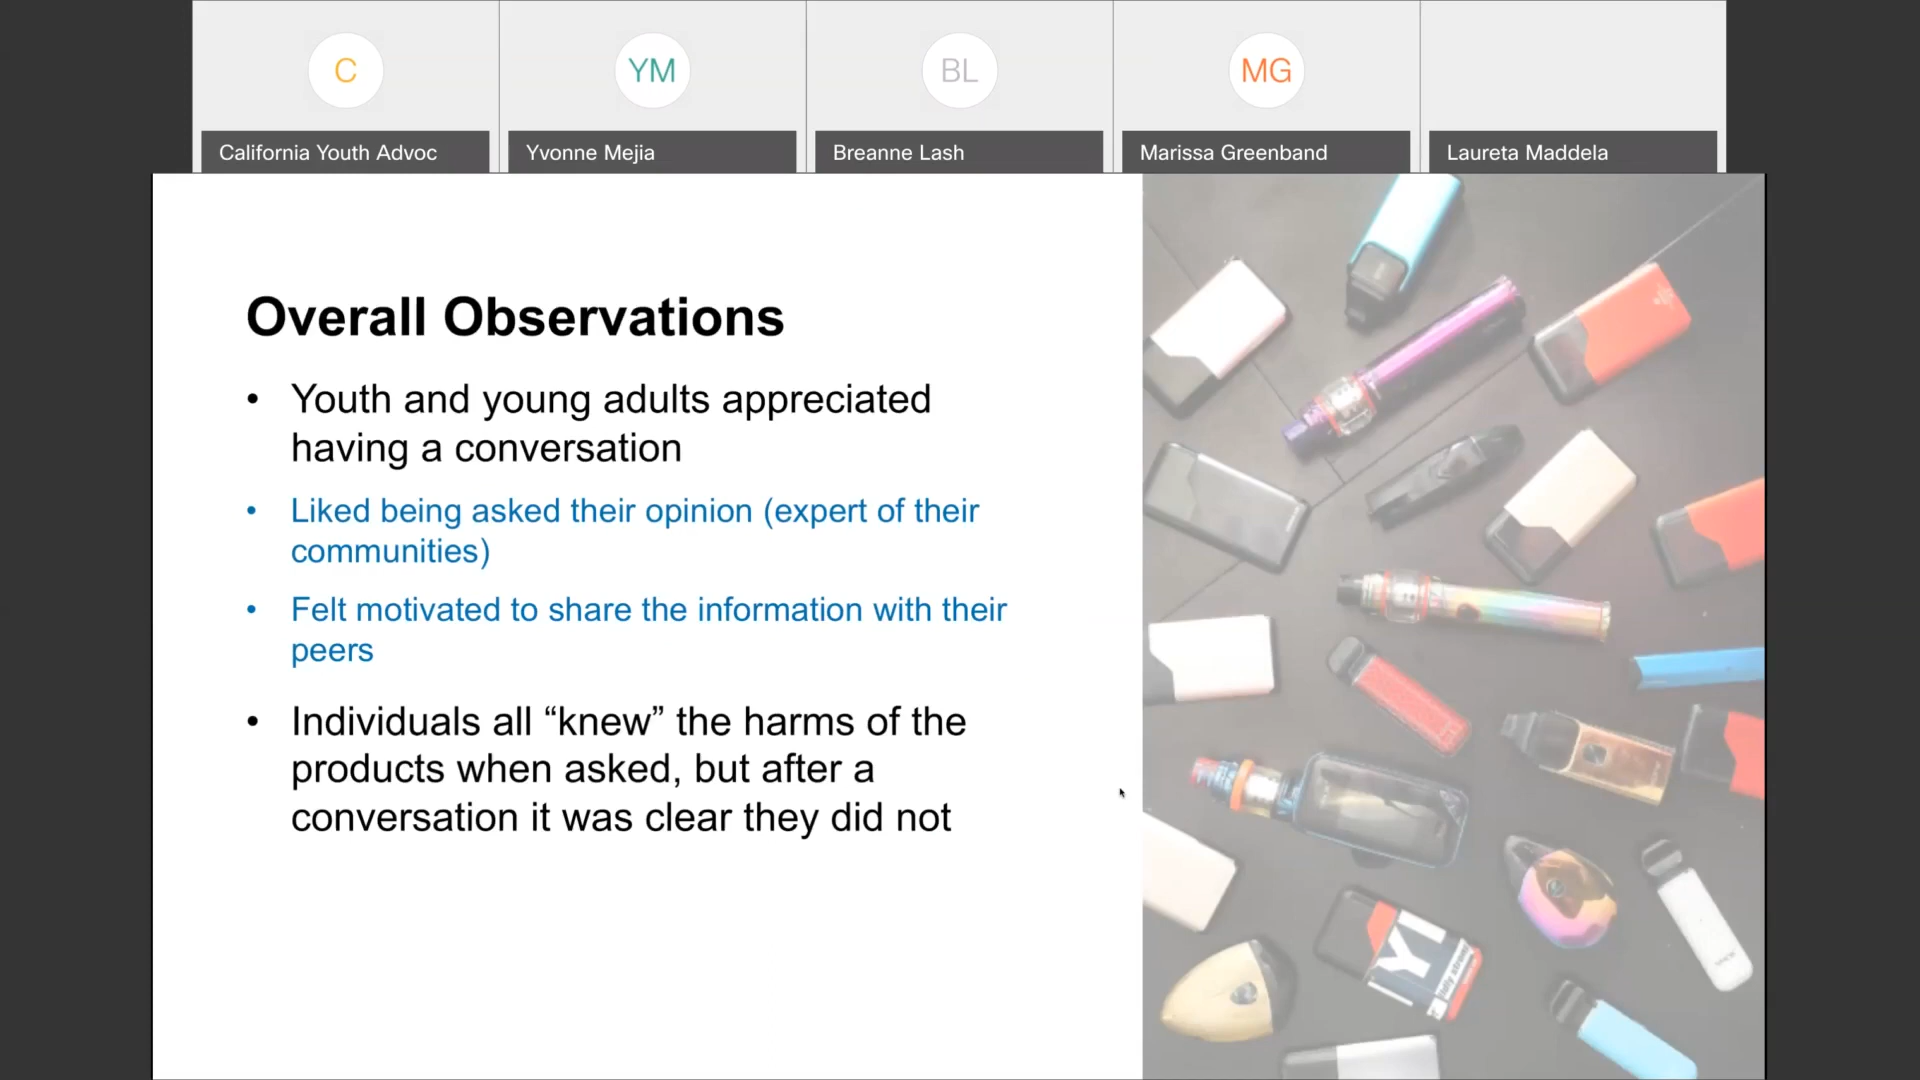 C
YM
BL
MG
California Youth Advoc
Yvonne Mejia
Breanne Lash
Marissa Greenband
Laureta Maddela
Overall Observations
• Youth and young adults appreciated
having a conversation
• Liked being asked their opinion (expert of their
communities)
• Felt motivated to share the information with their
peers
• Individuals all “knew” the harms of the
products when asked, but after a
conversation it was clear they did not